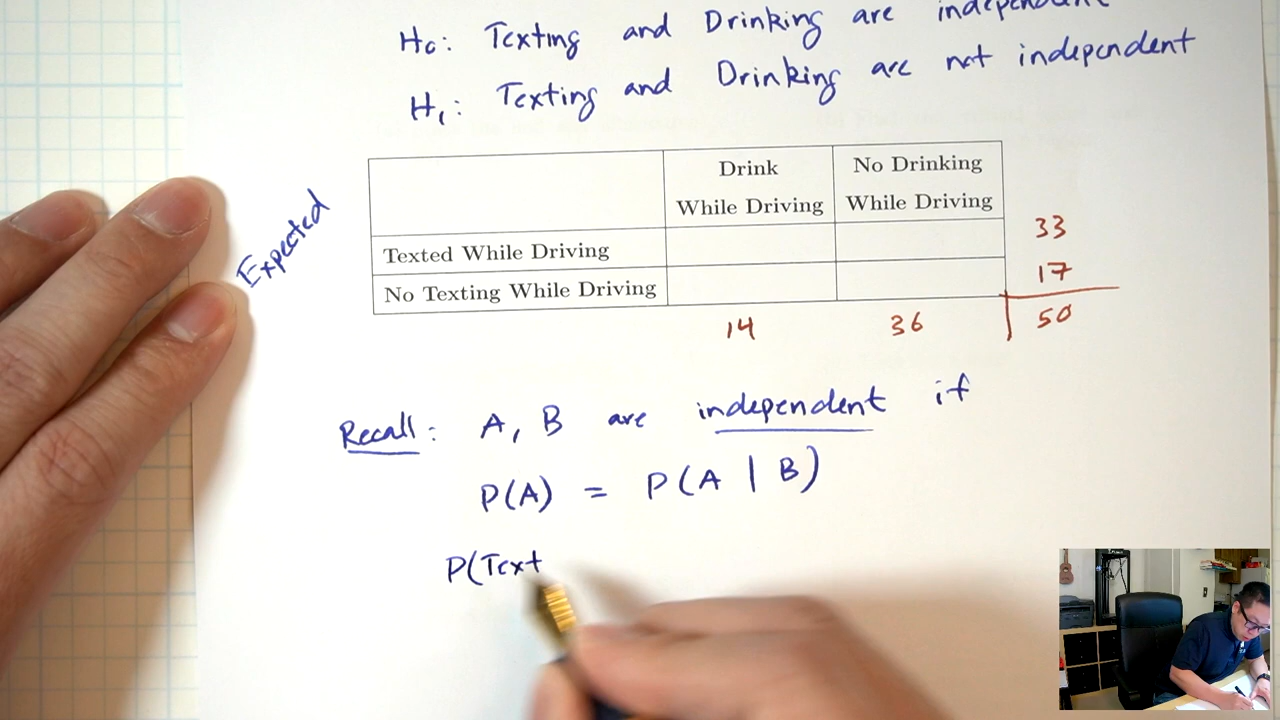 H₀: Texting and Drinking are independent
H₁: Texting and Drinking are not independent
Expected
Drink While Driving
No Drinking While Driving
Texted While Driving 33
No Texting While Driving 17
14 36 50
Recall: A, B are independent if
P(A) = P(A | B)
P(Text